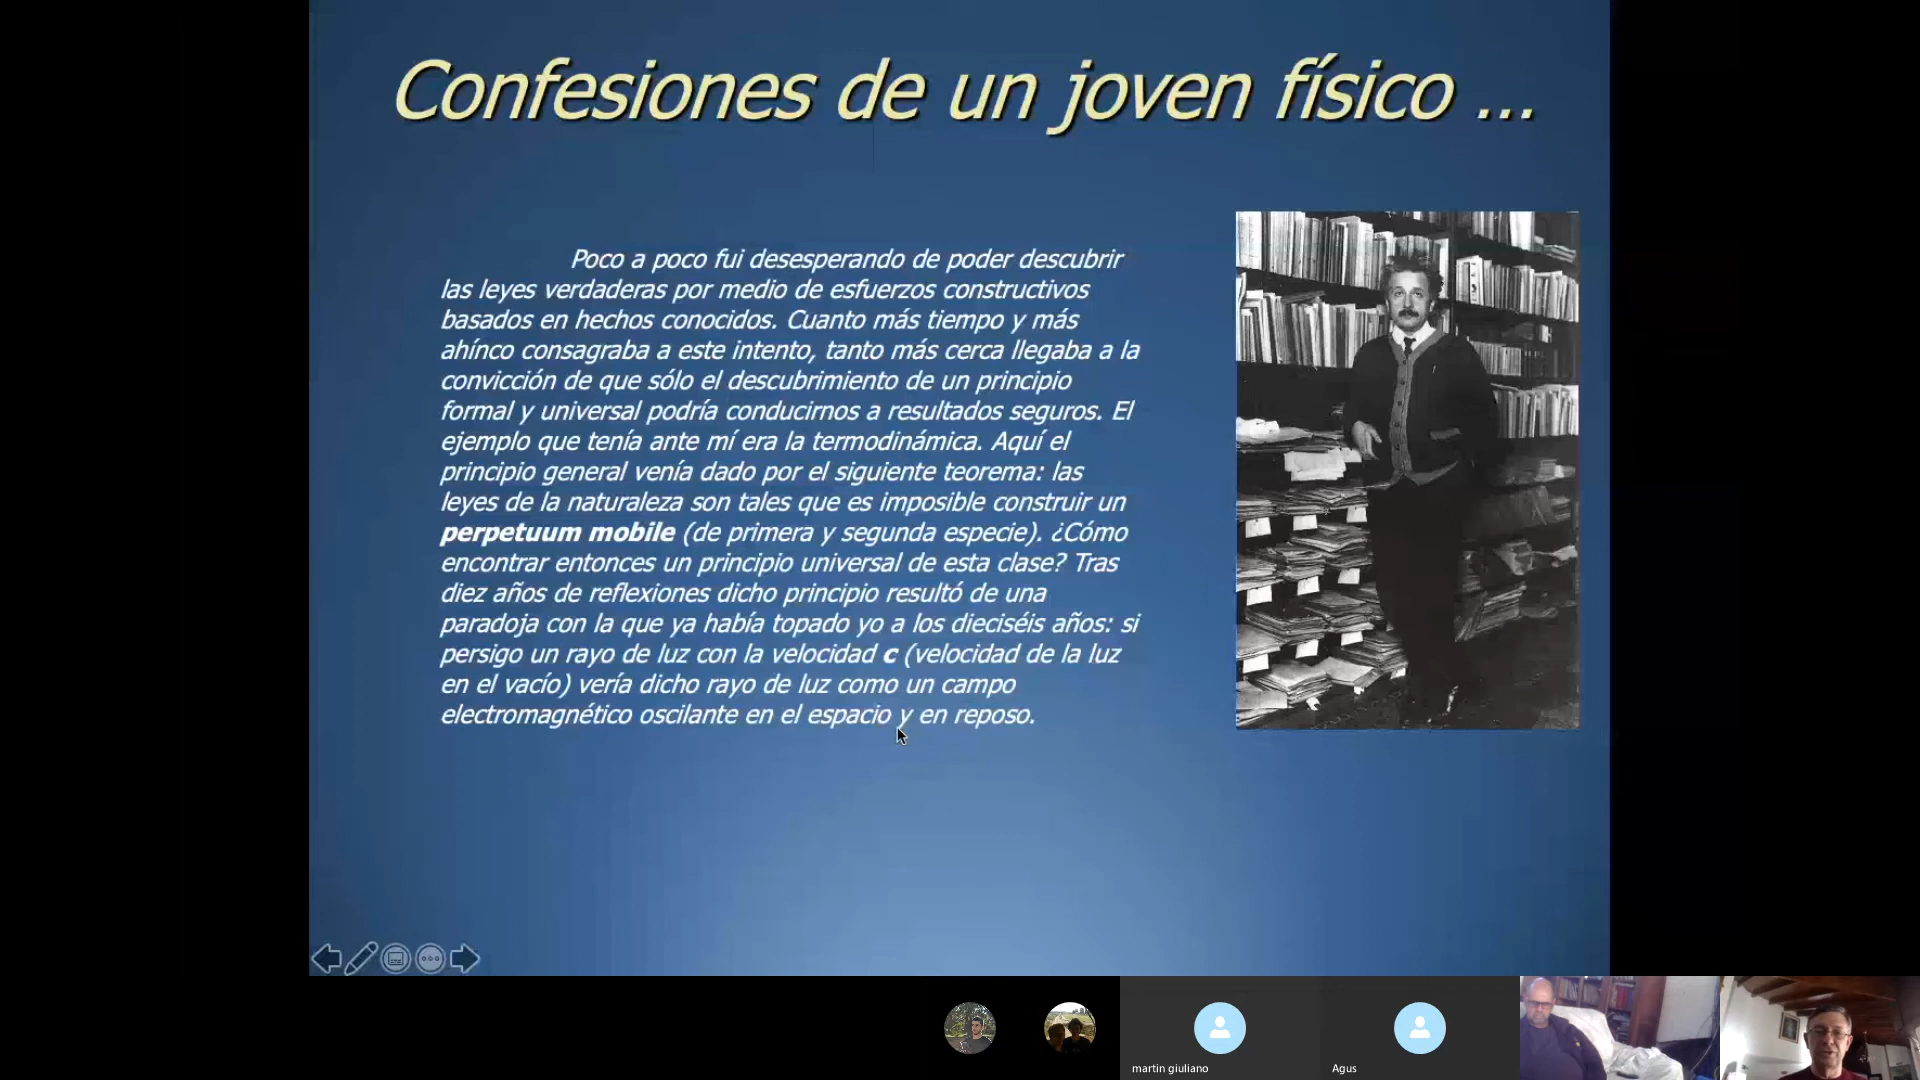 Confesiones de un joven físico ...
Poco a poco fui desesperando de poder descubrir
las leyes verdaderas por medio de esfuerzos constructivos
basados en hechos conocidos. Cuanto más tiempo y más
ahínco consagraba a este intento, tanto más cerca llegaba a la
convicción de que sólo el descubrimiento de un principio
formal y universal podría conducirnos a resultados seguros. El
ejemplo que tenía ante mí era la termodinámica. Aquí el
principio general venía dado por el siguiente teorema: las
leyes de la naturaleza son tales que es imposible construir un
perpetuum mobile (de primera y segunda especie). ¿Cómo
encontrar entonces un principio universal de esta clase? Tras
diez años de reflexiones dicho principio resultó de una
paradoja con la que ya había topado yo a los dieciséis años: si
persigo un rayo de luz con la velocidad c (velocidad de la luz
en el vacío) vería dicho rayo de luz como un campo
electromagnético oscilante en el espacio y en reposo.
martin giuliano
Agus